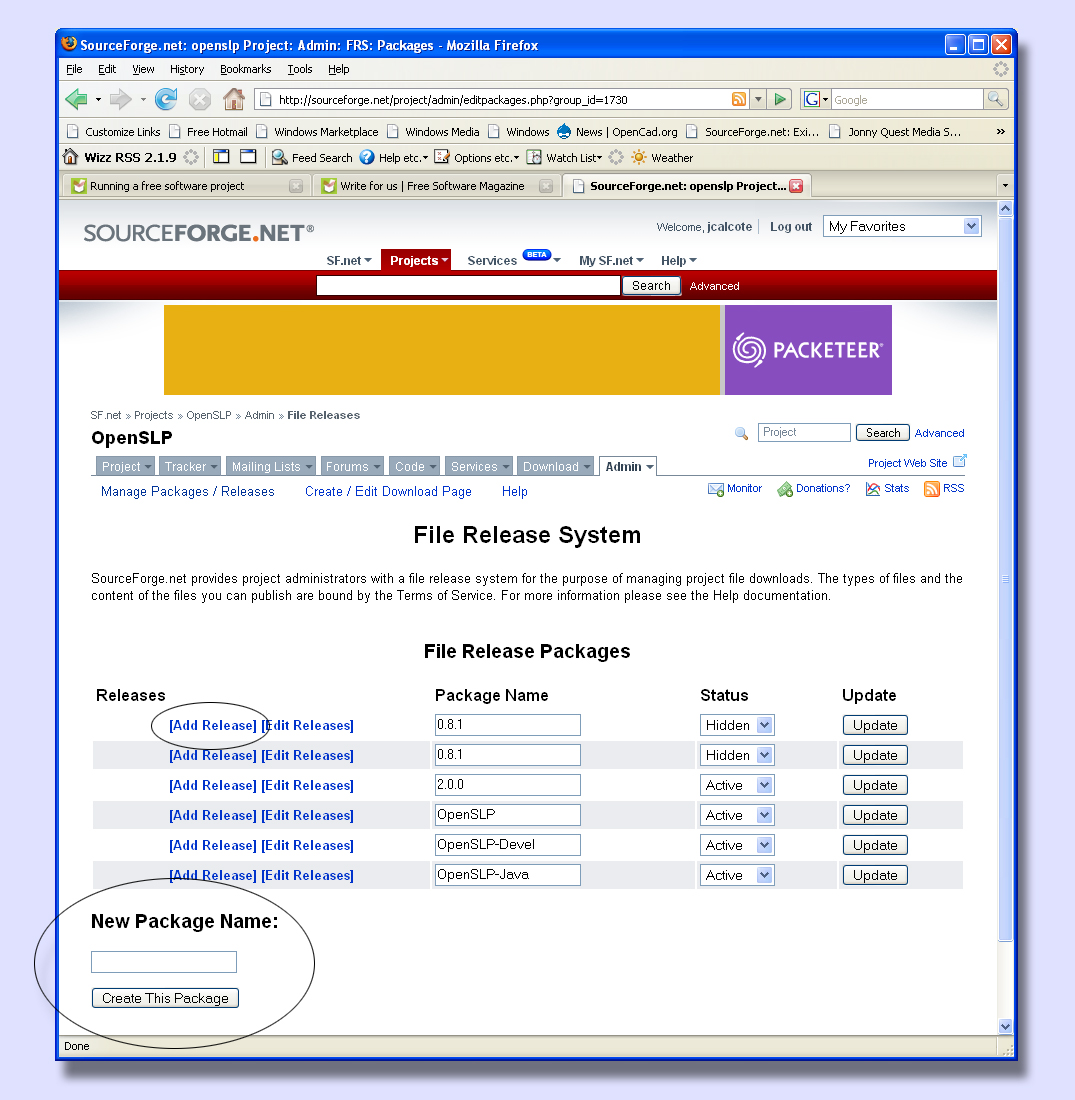 SourceForge.net: openslp Project: Admin: FRS: Packages - Mozilla Firefox
File Edit View History Bookmarks Tools Help
http://sourceforge.net/project/admin/editpackages.php?group_id=1730
G Google
Customize Links Free Hotmail Windows Marketplace Windows Media Windows News | OpenCad.org SourceForge.net: Exi... Jonny Quest Media S... »
Wizz RSS 2.1.9 Feed Search Help etc. Options etc. Watch List Weather
Running a free software project Write for us | Free Software Magazine SourceForge.net: openslp Project...
SOURCEFORGE.NET®
Welcome, jcalcote Log out My Favorites
SF.net Projects Services BETA My SF.net Help
Search Advanced
PACKETEER®
SF.net » Projects » OpenSLP » Admin » File Releases
OpenSLP
Project Search Advanced
Project Tracker Mailing Lists Forums Code Services Download Admin
Project Web Site
Manage Packages / Releases Create / Edit Download Page Help
Monitor Donations? Stats RSS
File Release System
SourceForge.net provides project administrators with a file release system for the purpose of managing project file downloads. The types of files and the
content of the files you can publish are bound by the Terms of Service. For more information please see the Help documentation.
File Release Packages
Releases Package Name Status Update
[Add Release] [Edit Releases] 0.8.1 Hidden Update
[Add Release] [Edit Releases] 0.8.1 Hidden Update
[Add Release] [Edit Releases] 2.0.0 Active Update
[Add Release] [Edit Releases] OpenSLP Active Update
[Add Release] [Edit Releases] OpenSLP-Devel Active Update
[Add Release] [Edit Releases] OpenSLP-Java Active Update
New Package Name:
Create This Package
Done